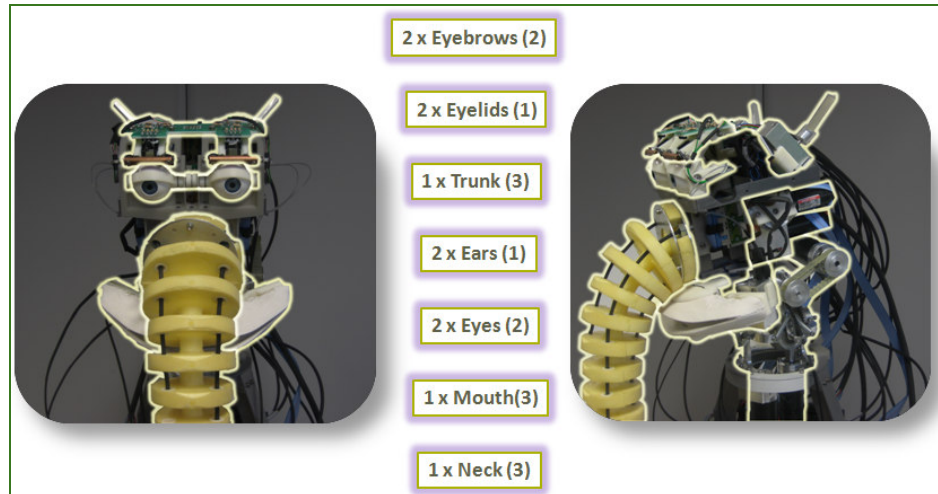 2 x Eyebrows (2)
2 x Eyelids (1)
1 x Trunk (3)
2 x Ears (1)
2 x Eyes (2)
1 x Mouth(3)
1 x Neck (3)